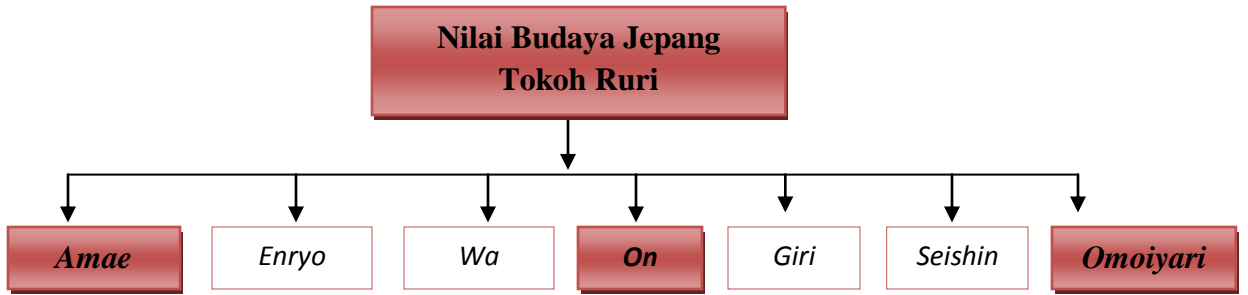 Nilai Budaya Jepang
Tokoh Ruri
Amae
Enryo
Wa
On
Giri
Seishin
Omoiyari